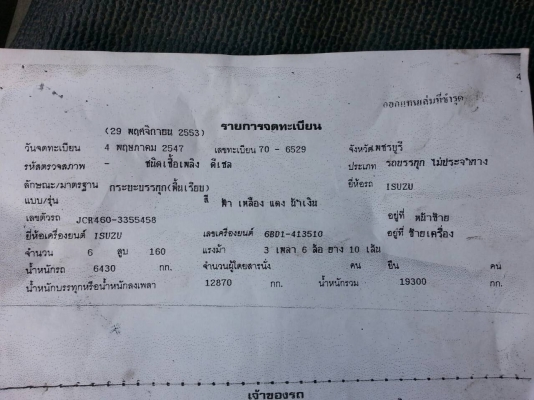 4
ออกแทนเล่มที่ชำรุด
(29 พฤศจิกายน 2553) รายการจดทะเบียน
วันจดทะเบียน 4 พฤษภาคม 2547 เลขทะเบียน 70 - 6529 จังหวัด เพชรบุรี
รหัสตรวจสภาพ - ชนิดเชื้อเพลิง ดีเซล ประเภท รถบรรทุก ไม่ประจำทาง
ลักษณะ/มาตรฐาน กระบะบรรทุก(พื้นเรียบ) ยี่ห้อรถ ISUZU
แบบ/รุ่น สี ฟ้า เหลือง แดง น้ำเงิน
เลขตัวรถ JCR460-3355458 อยู่ที่ หน้าซ้าย
ยี่ห้อเครื่องยนต์ ISUZU เลขเครื่องยนต์ 6BD1-413510 อยู่ที่ ซ้ายเครื่อง
จำนวน 6 สูบ 160 แรงม้า 3 เพลา 6 ล้อ ยาง 10 เส้น
น้ำหนักรถ 6430 กก. จำนวนผู้โดยสารนั่ง คน ยืน คน
น้ำหนักบรรทุกหรือน้ำหนักลงเพลา 12870 กก. น้ำหนักรวม 19300 กก.
เจ้าของรถ